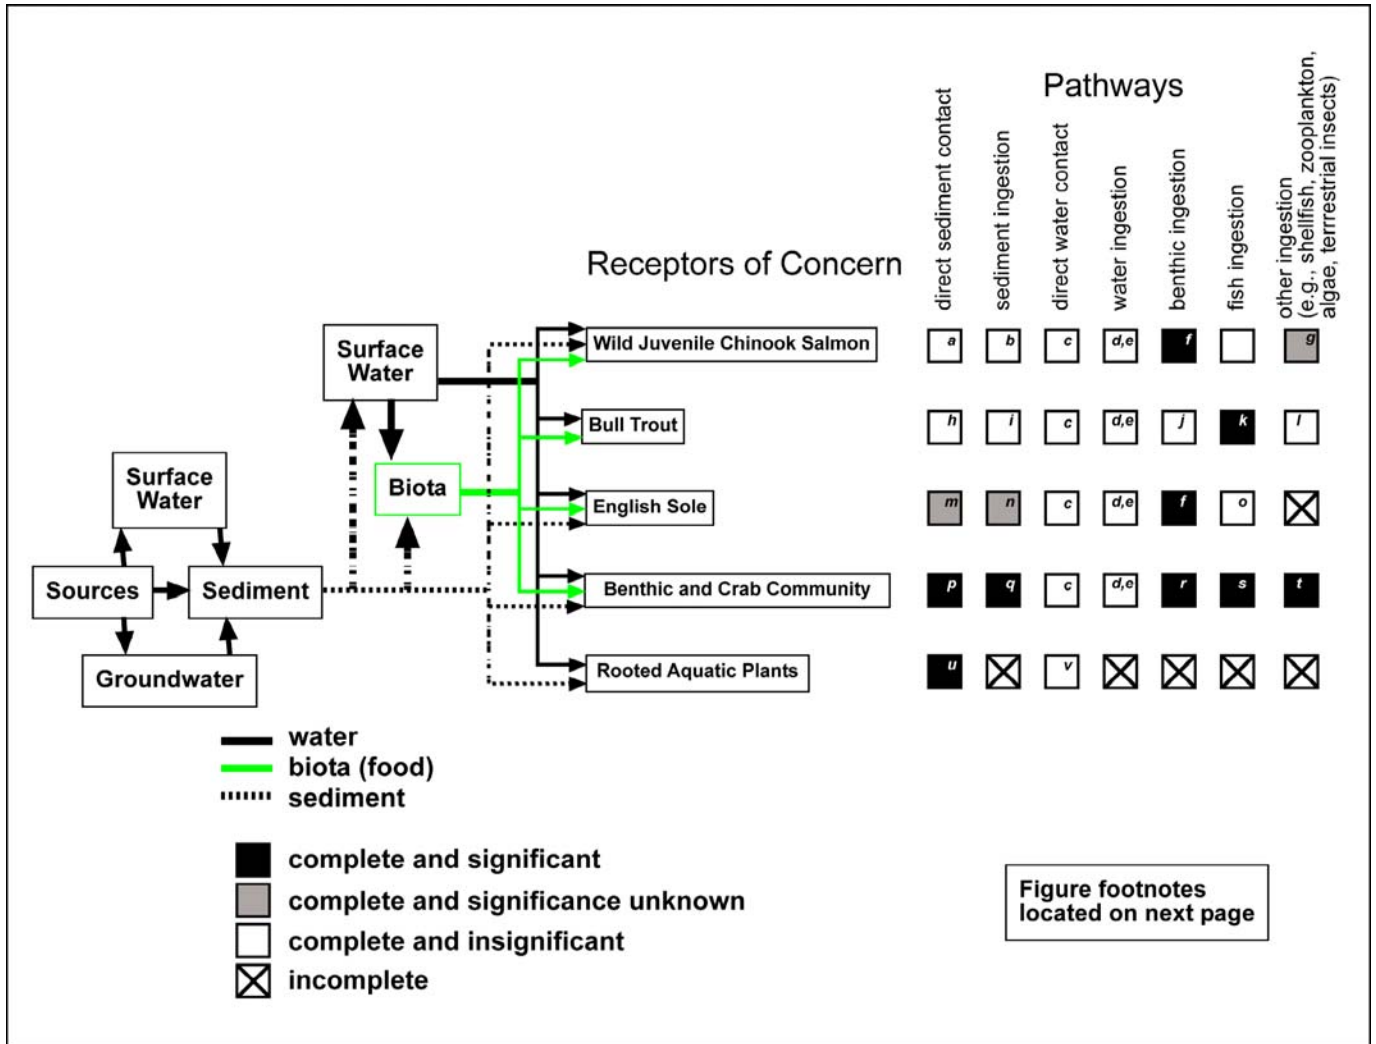 Pathways
direct sediment contact
sediment ingestion
direct water contact
water ingestion
benthic ingestion
fish ingestion
other ingestion
(e.g., shellfish, zooplankton,
algae, terrrestrial insects)
Receptors of Concern
Surface
Water
Wild Juvenile Chinook Salmon
a
b
c
d,e
f
g
Bull Trout
h
i
c
d,e
j
k
l
Surface
Water
Biota
English Sole
m
n
c
d,e
f
o
Sources
Sediment
Benthic and Crab Community
p
q
c
d,e
r
s
t
Groundwater
Rooted Aquatic Plants
u
v
water
biota (food)
sediment
complete and significant
complete and significance unknown
complete and insignificant
incomplete
Figure footnotes
located on next page